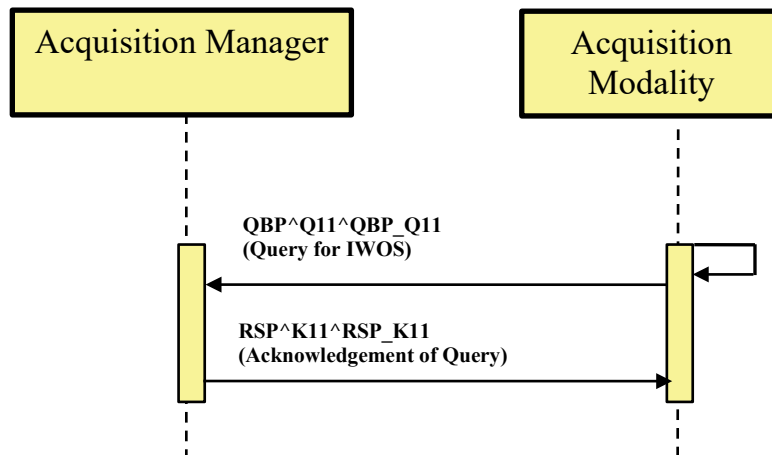 Acquisition Manager
Acquisition
Modality
QBP^Q11^QBP_Q11
(Query for IWOS)
RSP^K11^RSP_K11
(Acknowledgement of Query)